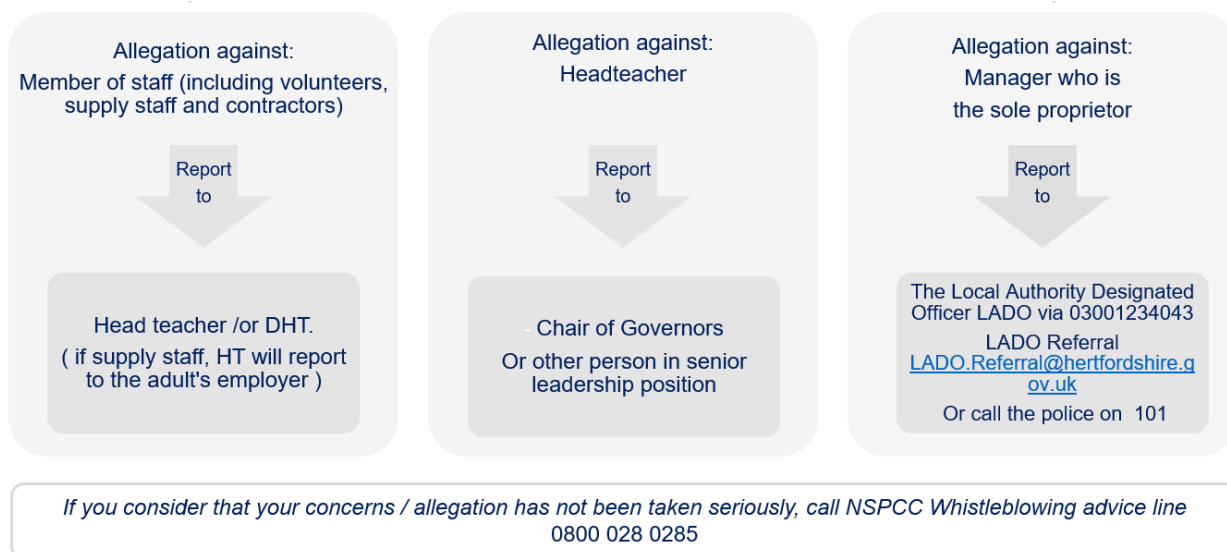 Allegation against:
Member of staff (including volunteers,
supply staff and contractors)
Report
to
Head teacher /or DHT.
( if supply staff, HT will report
to the adult's employer )
Allegation against:
Headteacher
Report
to
- Chair of Governors
Or other person in senior
leadership position
Allegation against:
Manager who is
the sole proprietor
Report
to
The Local Authority Designated
Officer LADO via 03001234043
LADO Referral
LADO.Referral@hertfordshire.g
ov.uk
Or call the police on 101
If you consider that your concerns / allegation has not been taken seriously, call NSPCC Whistleblowing advice line
0800 028 0285